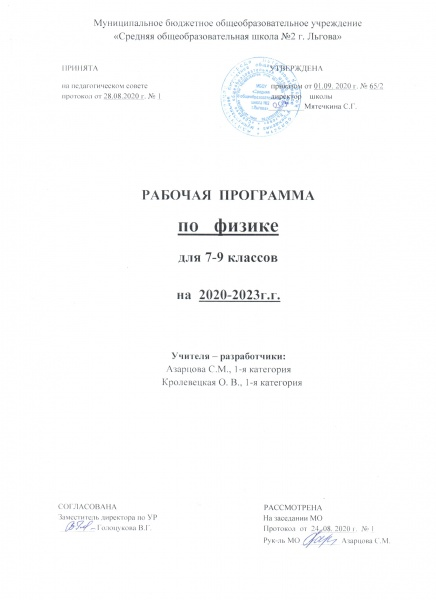 Муниципальное бюджетное общеобразовательное учреждение
«Средняя общеобразовательная школа №2 г. Льгова»
ПРИНЯТА
на педагогическом совете
протокол от 28.08.2020 г. № 1
УТВЕРЖДЕНА
приказом от 01.09. 2020 г. № 65/2
директор школы
Мятечкина С.Г.
РАБОЧАЯ ПРОГРАММА
по физике
для 7-9 классов
на 2020-2023г.г.
Учителя – разработчики:
Азарцова С.М., 1-я категория
Кролевецкая О. В., 1-я категория
СОГЛАСОВАНА
Заместитель директора по УР
Голоцукова В.Г.
РАССМОТРЕНА
На заседании МО
Протокол от 24. 08. 2020 г. № 1
Рук-ль МО Азарцова С.М.